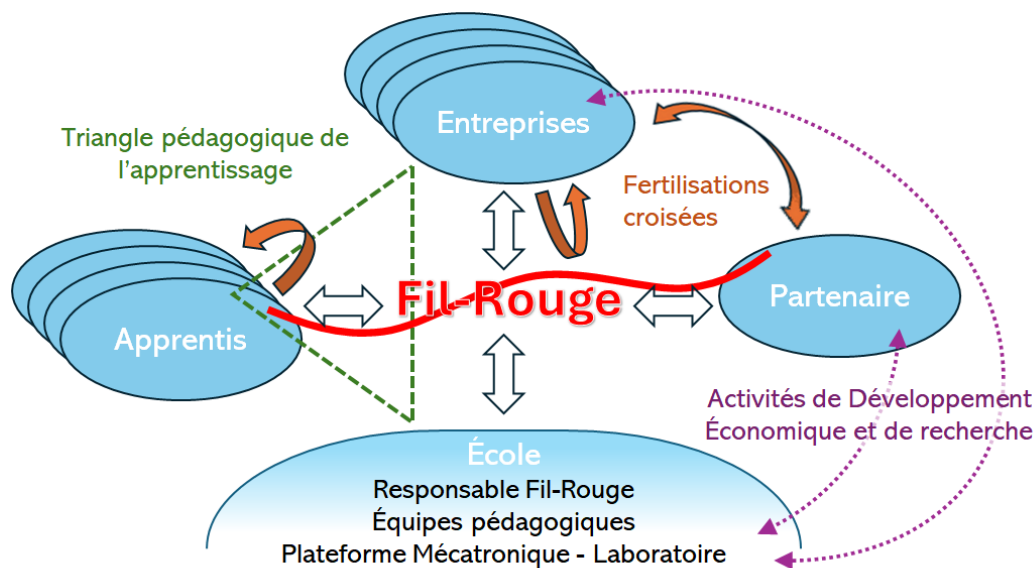 Entreprises
Triangle pédagogique de
l'apprentissage
Fertilisations
croisées
Fil-Rouge
Partenaire
Apprentis
Activités de Développement
Économique et de recherche
École
Responsable Fil-Rouge
Équipes pédagogiques
Plateforme Mécatronique - Laboratoire